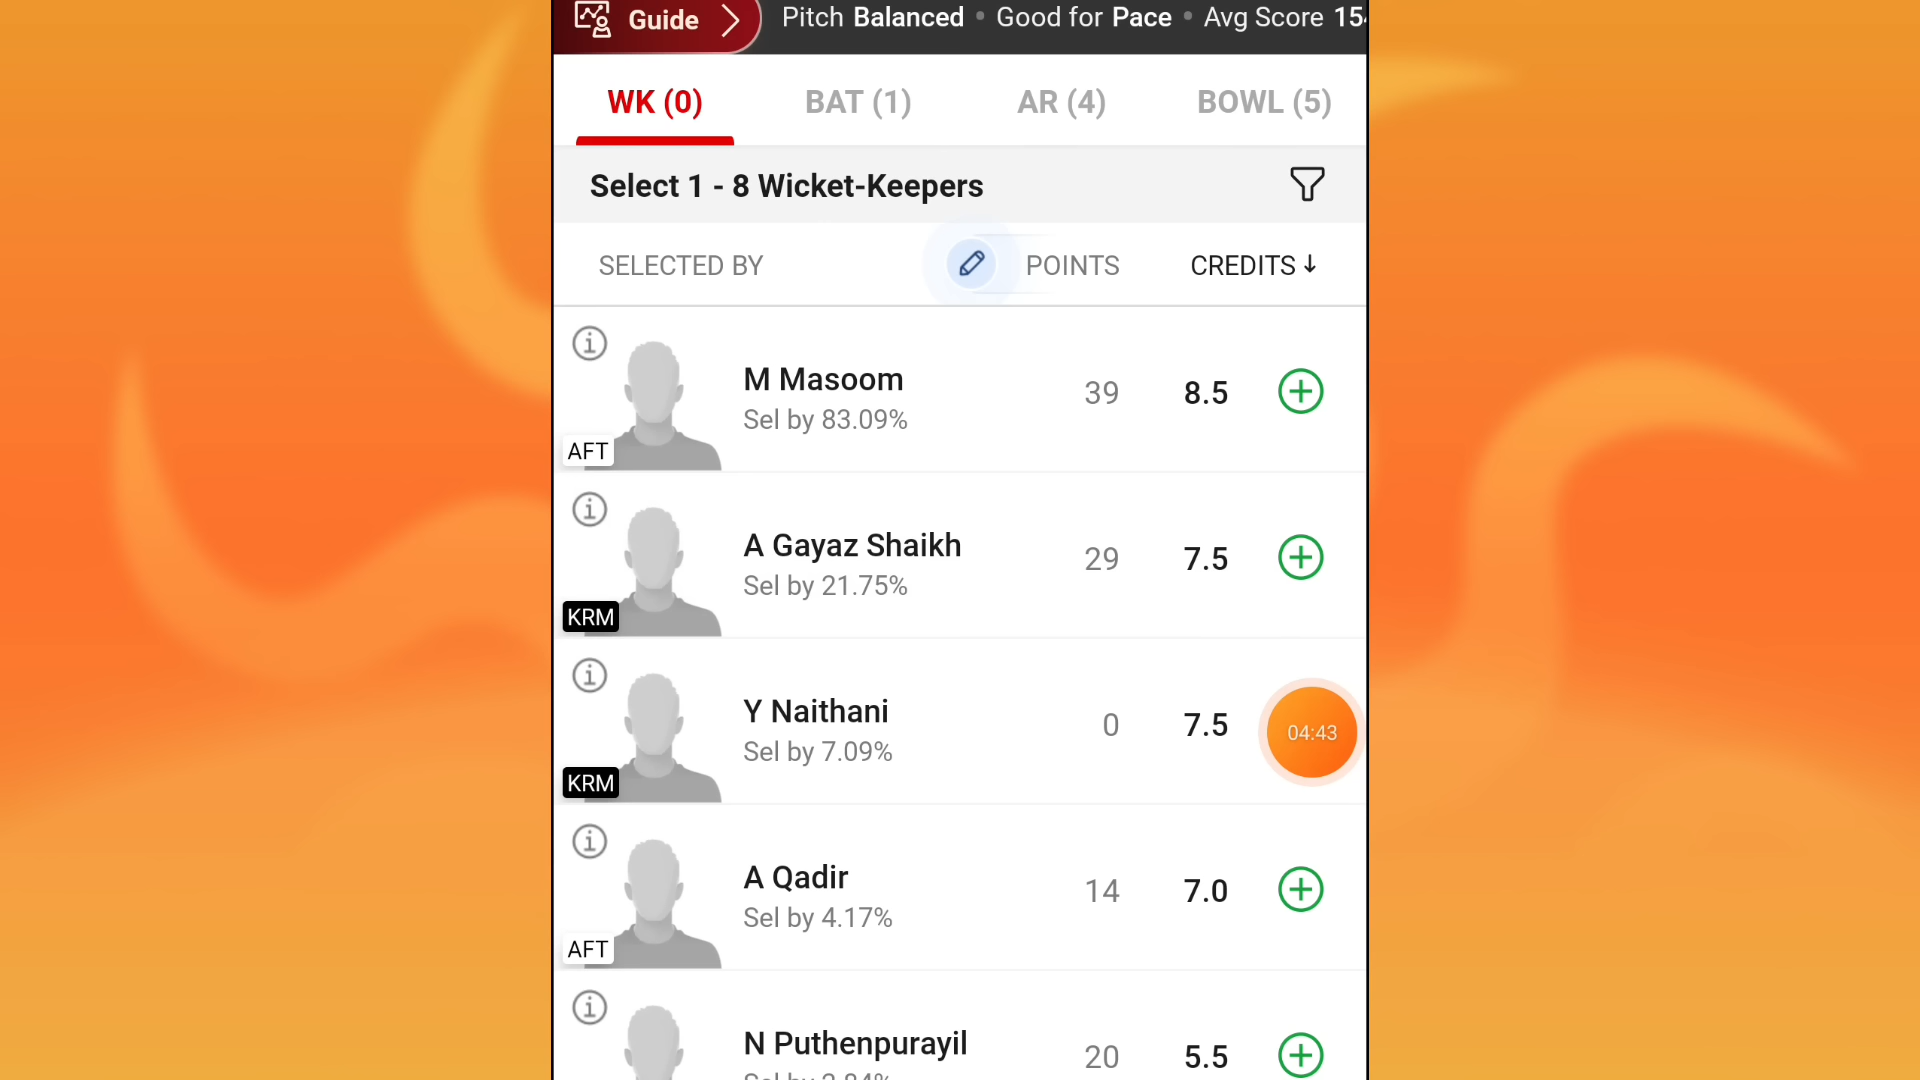 Guide
Pitch Balanced • Good for Pace • Avg Score
WK (0) BAT (1) AR (4) BOWL (5)
Select 1 - 8 Wicket-Keepers
SELECTED BY POINTS CREDITS ↓
M Masoom 39 8.5
Sel by 83.09%
AFT
A Gayaz Shaikh 29 7.5
Sel by 21.75%
KRM
Y Naithani 0 7.5
04:43
Sel by 7.09%
KRM
A Qadir 14 7.0
Sel by 4.17%
AFT
N Puthenpurayil 20 5.5